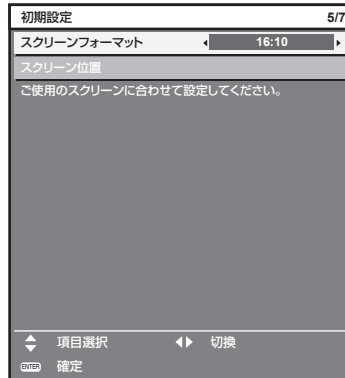 初期設定 5/7
スクリーンフォーマット 16:10
スクリーン位置
ご使用のスクリーンに合わせて設定してください。
項目選択 切換
ENTER 確定